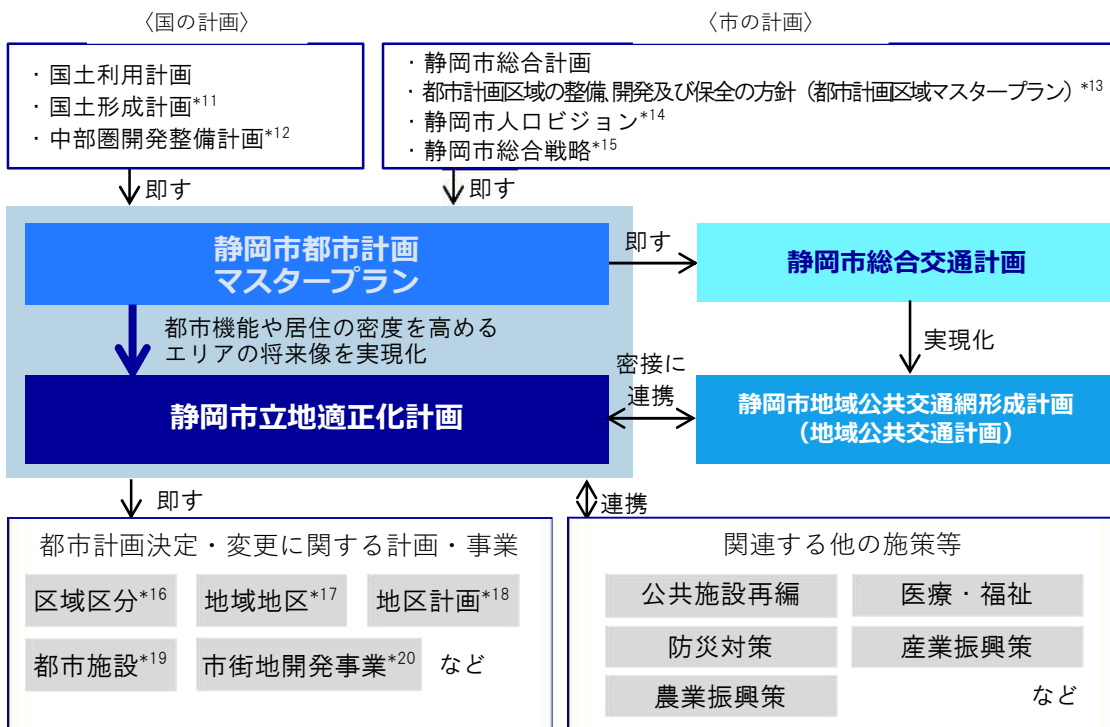 〈国の計画〉
・国土利用計画
・国土形成計画*11
・中部圏開発整備計画*12
〈市の計画〉
・静岡市総合計画
・都市計画区域の整備、開発及び保全の方針（都市計画区域マスタープラン）*13
・静岡市人口ビジョン*14
・静岡市総合戦略*15
即す
即す
静岡市都市計画
マスタープラン
即す
静岡市総合交通計画
都市機能や居住の密度を高める
エリアの将来像を実現化
実現化
静岡市立地適正化計画
密接に
連携
静岡市地域公共交通網形成計画
（地域公共交通計画）
即す
連携
都市計画決定・変更に関する計画・事業
区域区分*16
地域地区*17
地区計画*18
都市施設*19
市街地開発事業*20
など
関連する他の施策等
公共施設再編
医療・福祉
防災対策
産業振興策
農業振興策
など